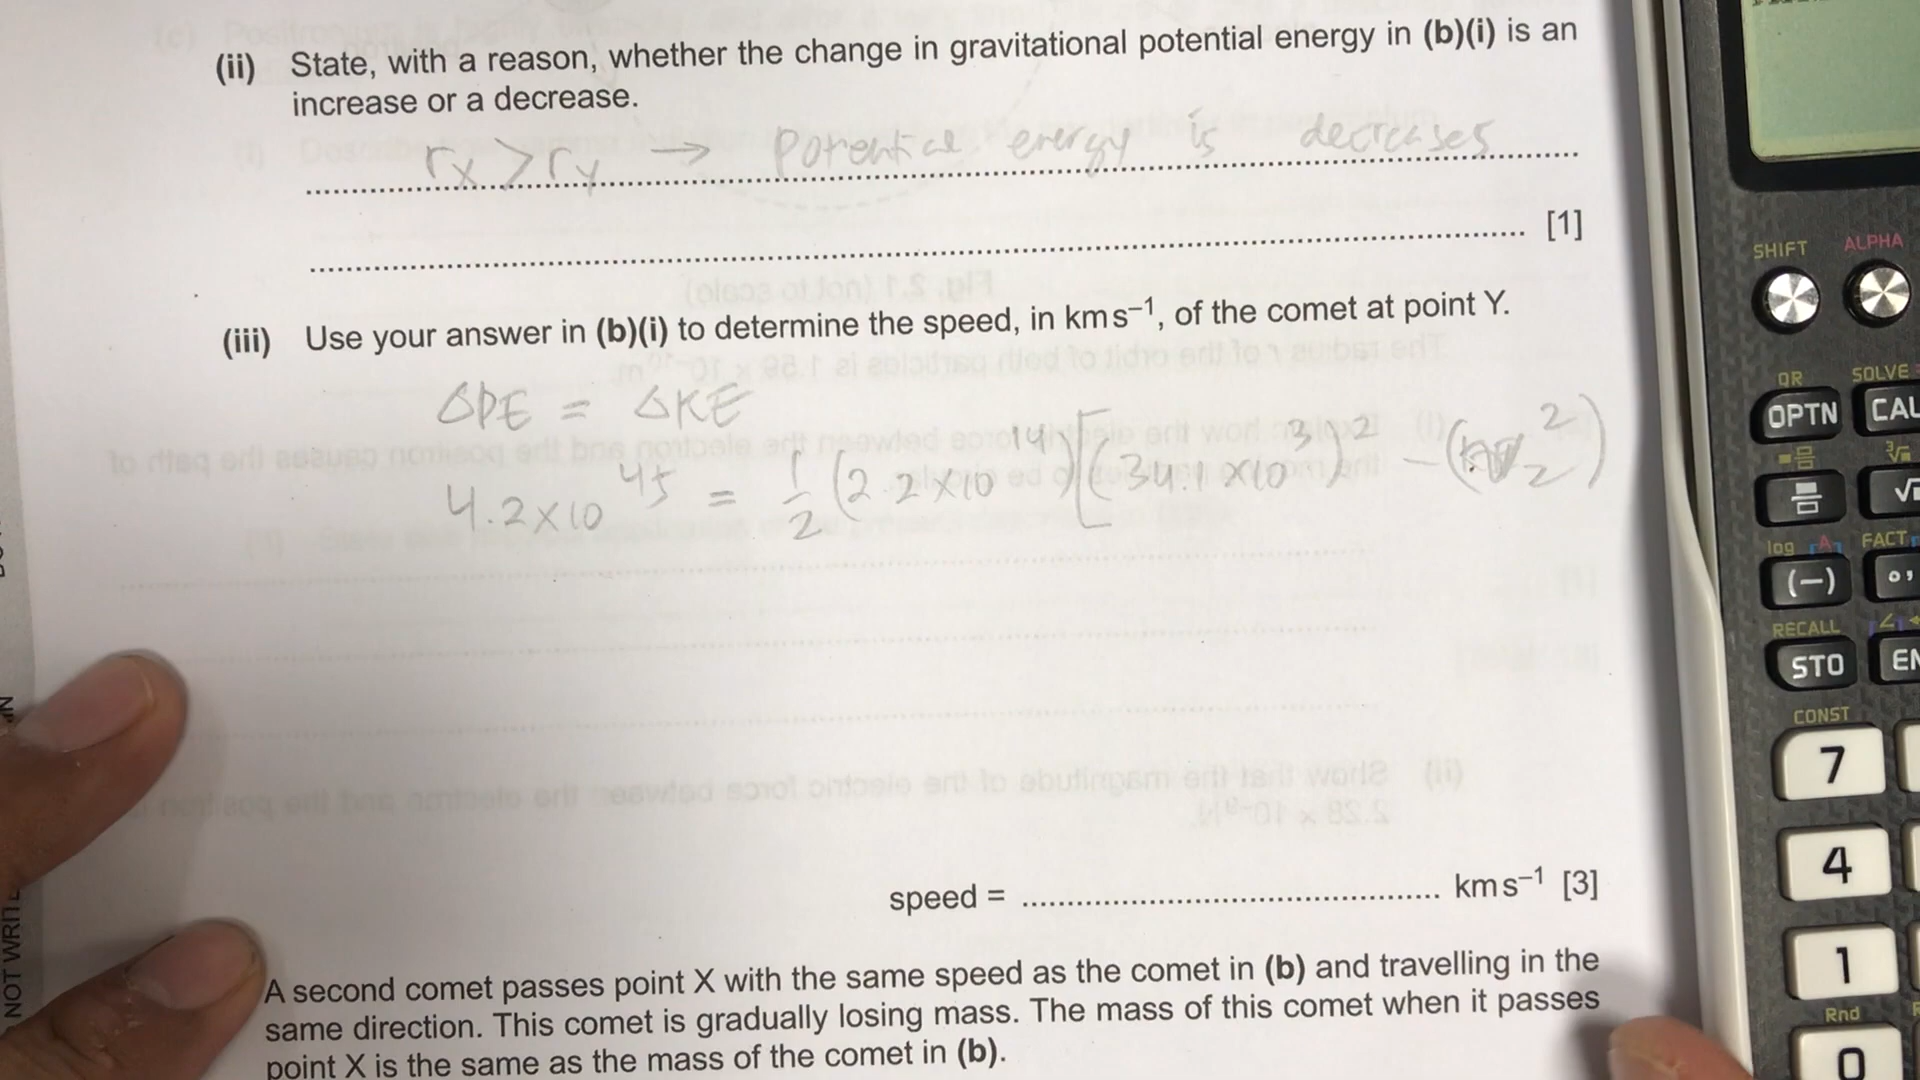 (ii) State, with a reason, whether the change in gravitational potential energy in (b)(i) is an
increase or a decrease.
rx > ry → Potential energy is decreases
[1]
(iii) Use your answer in (b)(i) to determine the speed, in km s⁻¹, of the comet at point Y.
ΔPE = ΔKE
4.2×10⁴⁵ = 1/2 (2.2×10¹⁴)[(34.1×10³)² − (v₂²)
speed = ........ km s⁻¹ [3]
A second comet passes point X with the same speed as the comet in (b) and travelling in the
same direction. This comet is gradually losing mass. The mass of this comet when it passes
point X is the same as the mass of the comet in (b).
NOT WRITE
SHIFT ALPHA
SOLVE
OPTN CAL
log FACT
(−)
RECALL
STO EN
CONST
7
4
1
Rnd
0